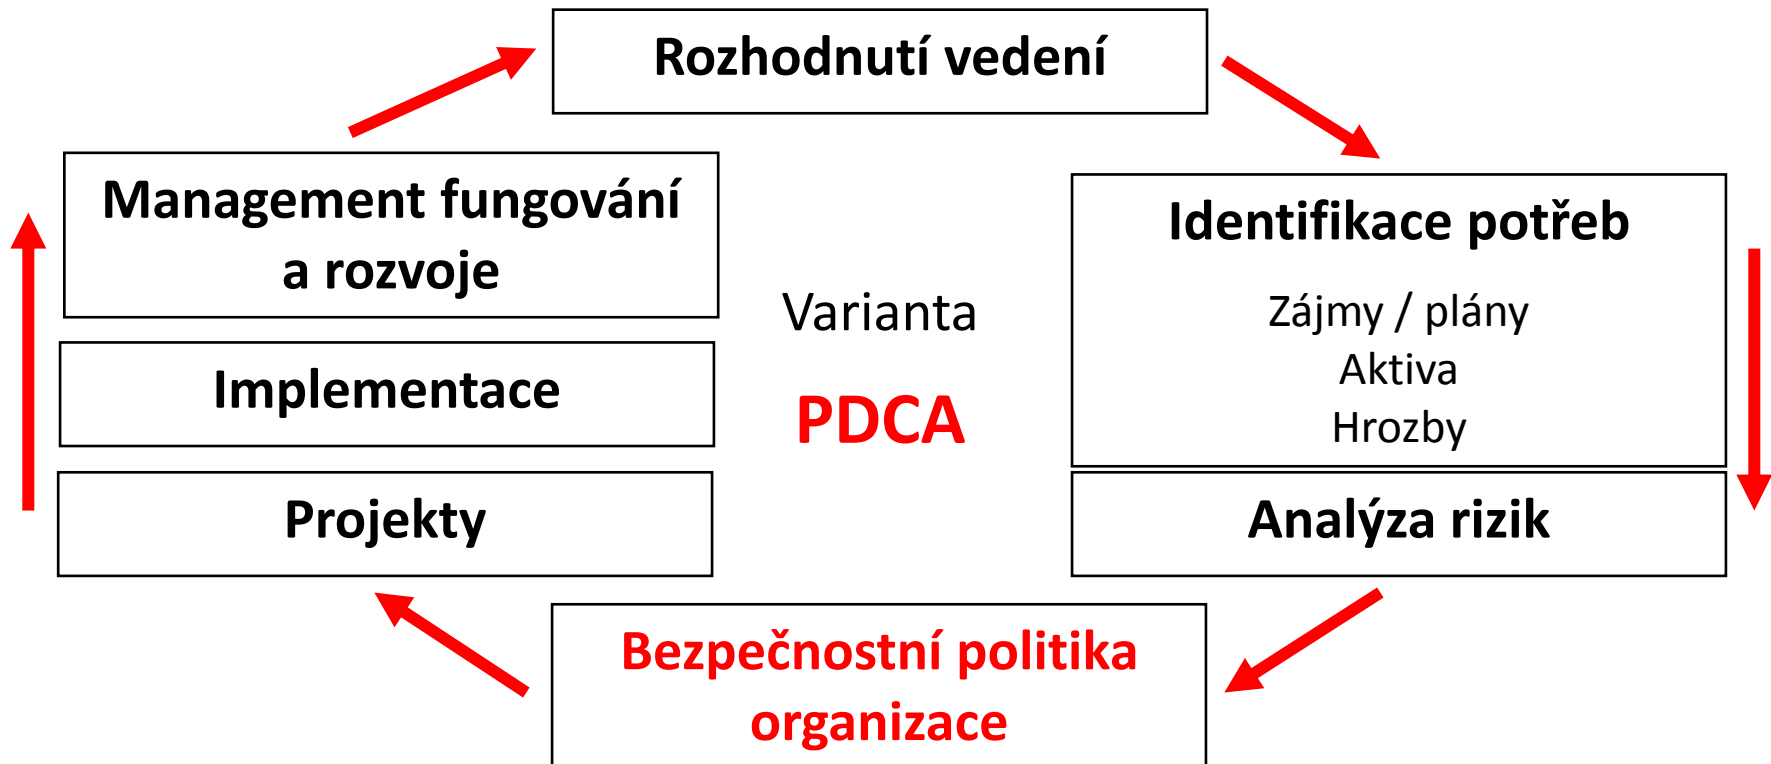 Rozhodnutí vedení
Management fungování
a rozvoje
Implementace
Projekty
Varianta
PDCA
Identifikace potřeb
Zájmy / plány
Aktiva
Hrozby
Analýza rizik
Bezpečnostní politika
organizace